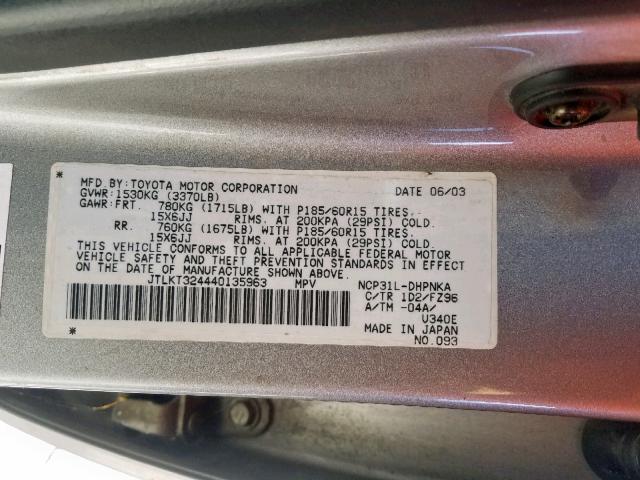 MFD.BY:TOYOTA MOTOR CORPORATION DATE 06/03
GVWR:1530KG (3370LB)
GAWR:FRT. 780KG (1715LB) WITH P185/60R15 TIRES.
15X6JJ RIMS. AT 200KPA (29PSI) COLD.
RR. 760KG (1675LB) WITH P185/60R15 TIRES.
15X6JJ RIMS. AT 200KPA (29PSI) COLD.
THIS VEHICLE CONFORMS TO ALL APPLICABLE FEDERAL MOTOR
VEHICLE SAFETY AND THEFT PREVENTION STANDARDS IN EFFECT
ON THE DATE OF MANUFACTURE SHOWN ABOVE.
JTLKT324440135963 MPV NCP31L-DHPNKA
C/TR 1D2/FZ96
A/TM -04A/
U340E
MADE IN JAPAN
NO.093